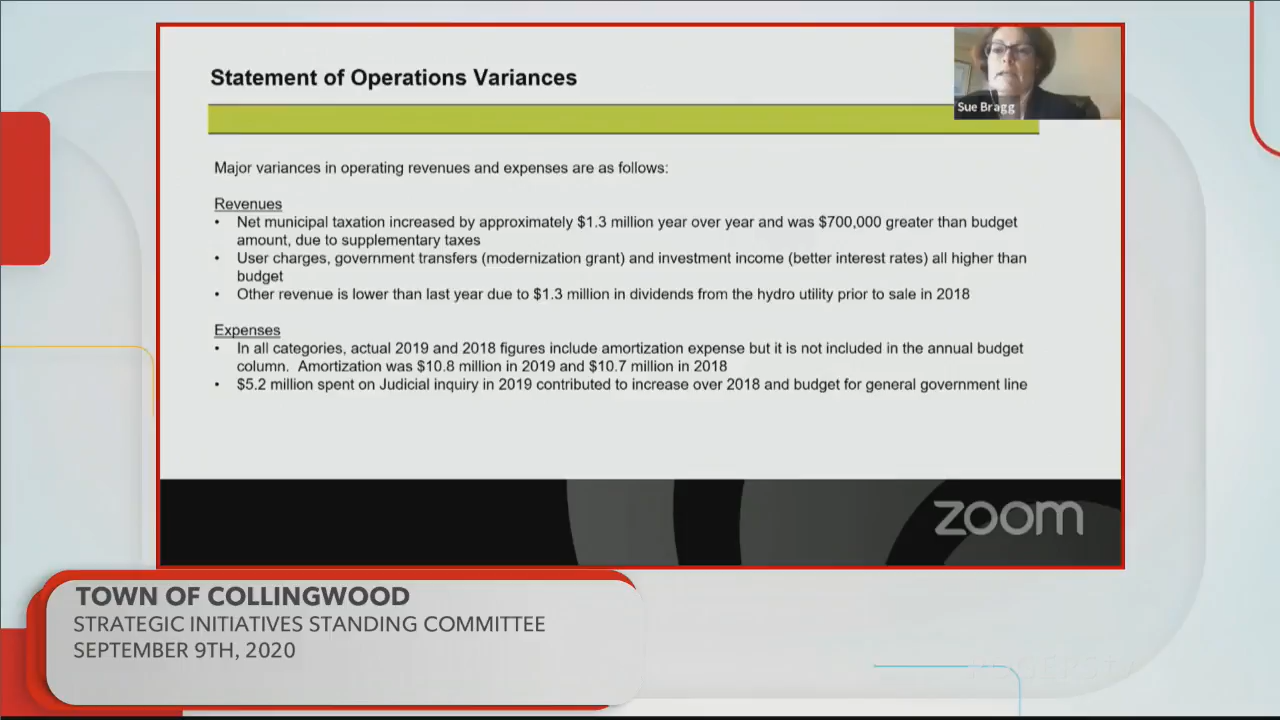 Statement of Operations Variances
Sue Bragg
Major variances in operating revenues and expenses are as follows:
Revenues
• Net municipal taxation increased by approximately $1.3 million year over year and was $700,000 greater than budget
amount, due to supplementary taxes
• User charges, government transfers (modernization grant) and investment income (better interest rates) all higher than
budget
• Other revenue is lower than last year due to $1.3 million in dividends from the hydro utility prior to sale in 2018
Expenses
• In all categories, actual 2019 and 2018 figures include amortization expense but it is not included in the annual budget
column. Amortization was $10.8 million in 2019 and $10.7 million in 2018
• $5.2 million spent on Judicial inquiry in 2019 contributed to increase over 2018 and budget for general government line
zoom
TOWN OF COLLINGWOOD
STRATEGIC INITIATIVES STANDING COMMITTEE
SEPTEMBER 9TH, 2020